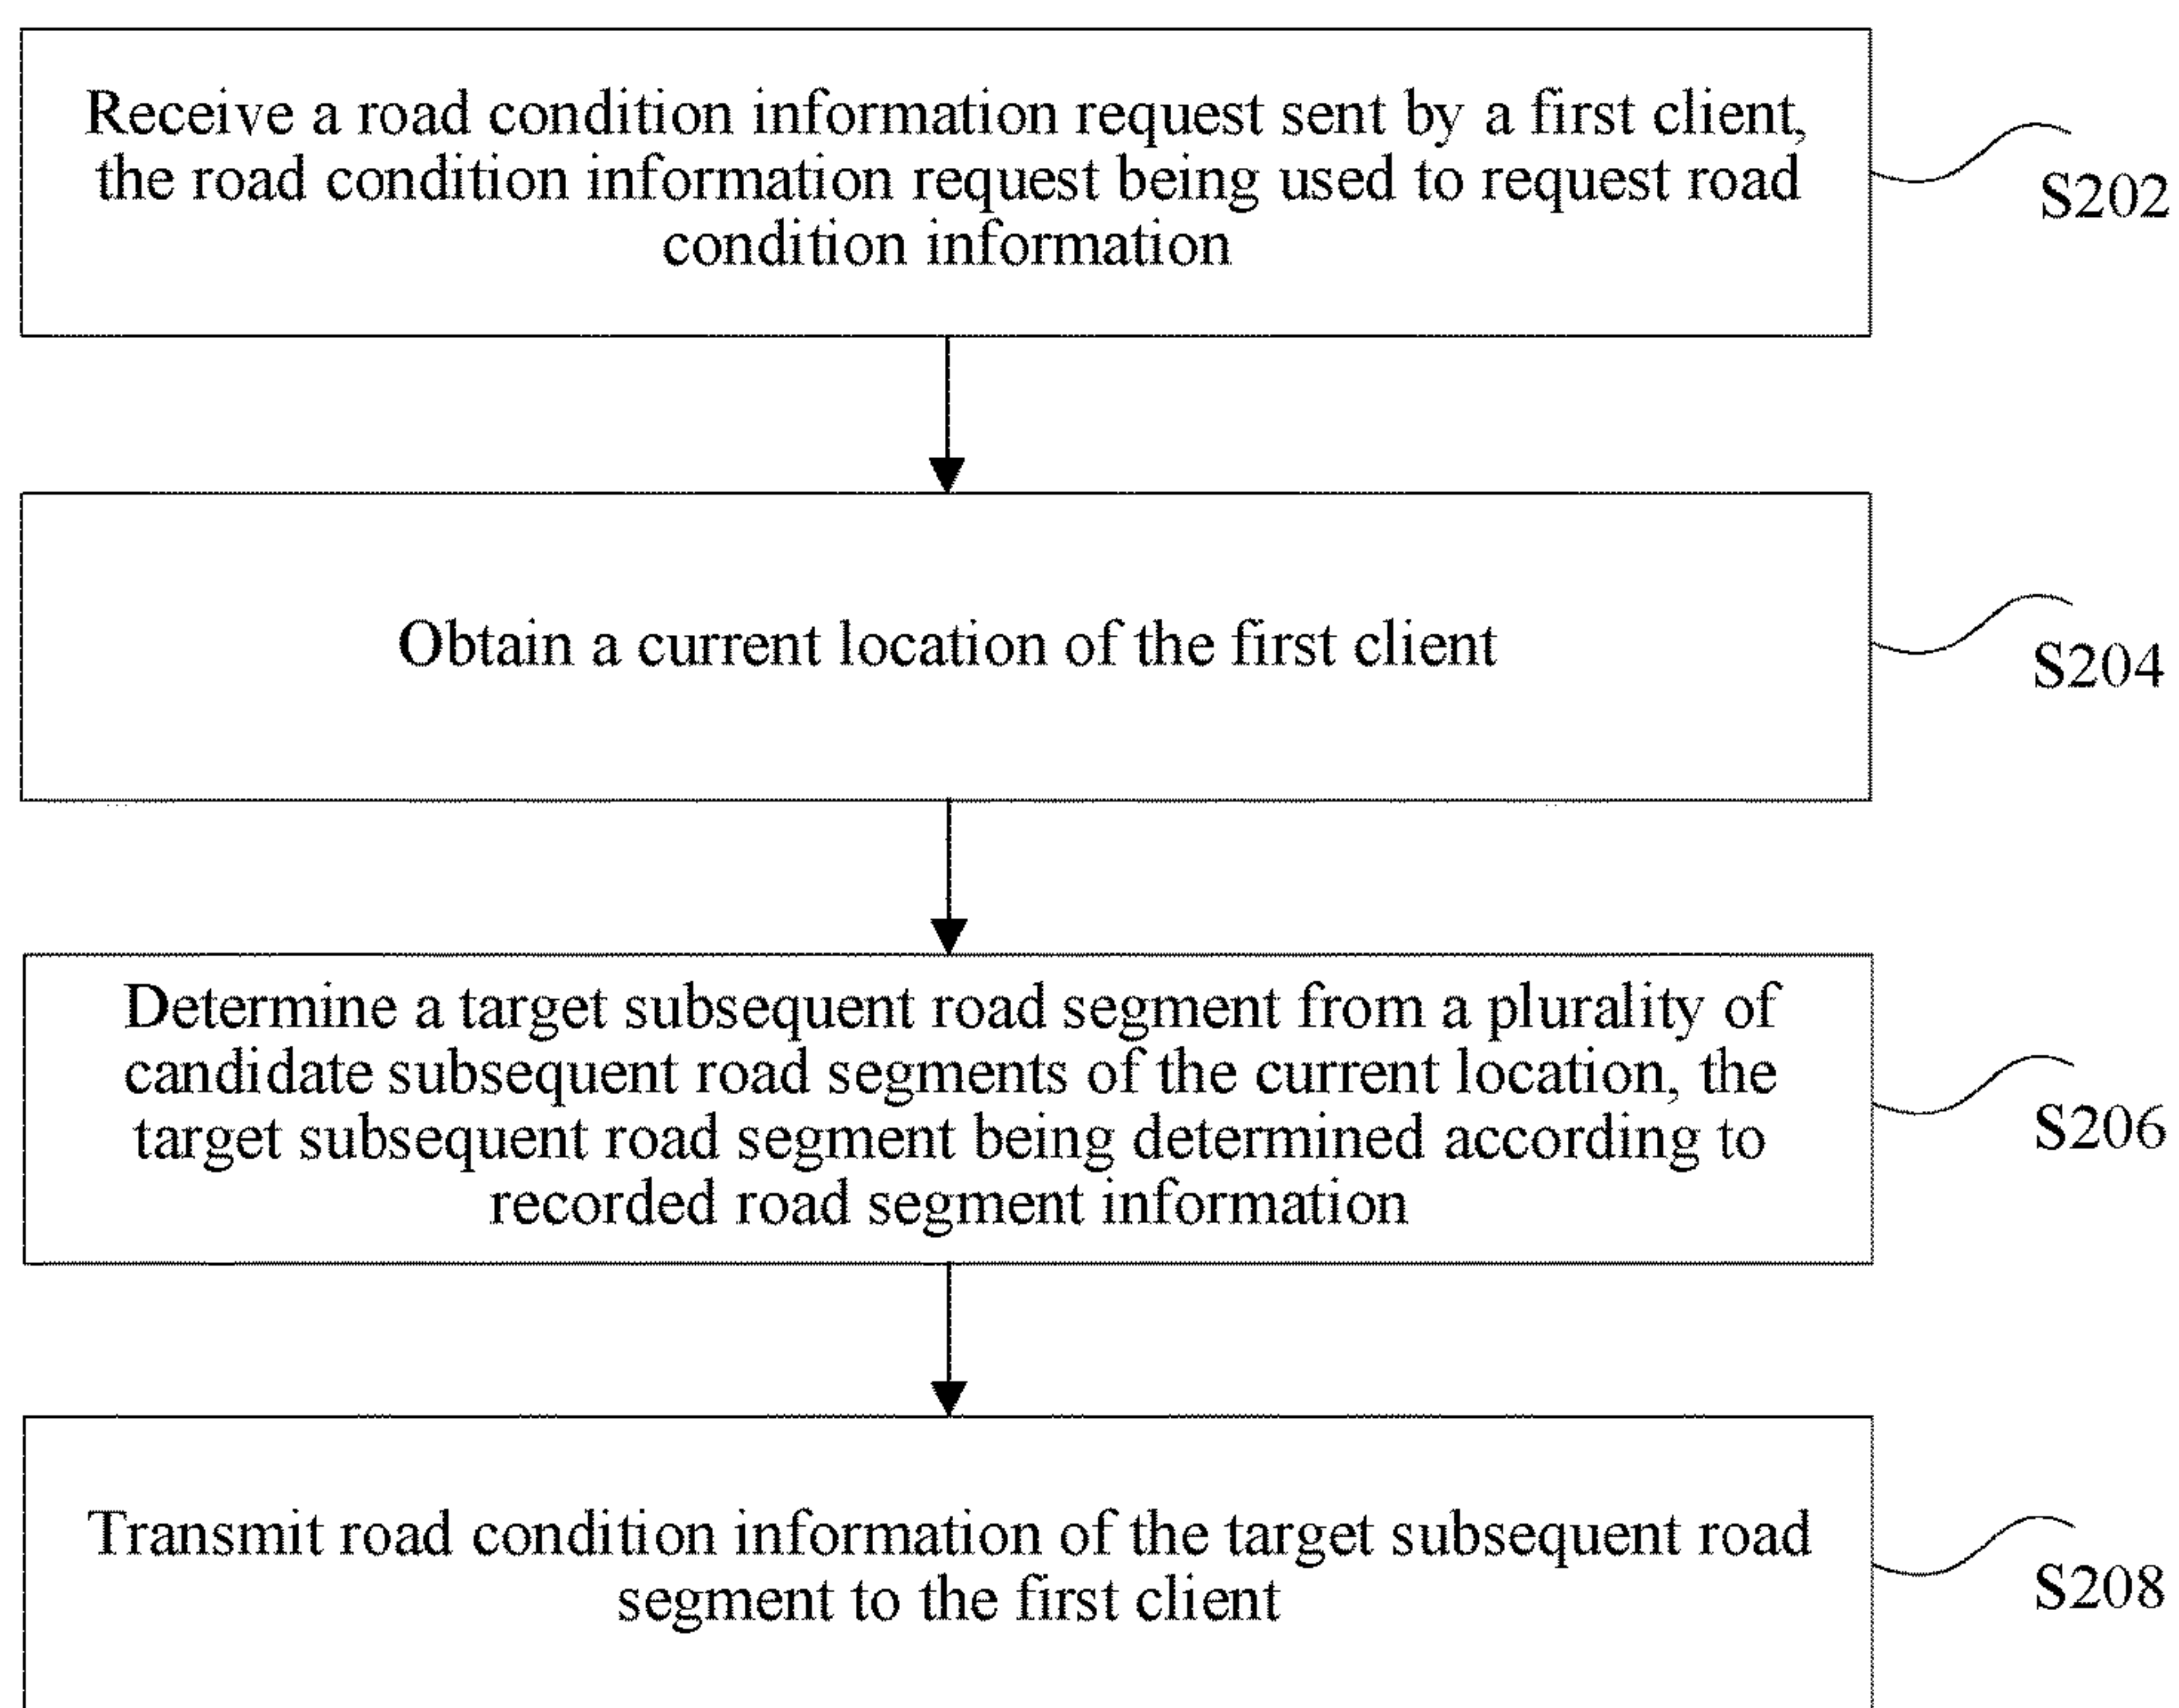 Receive a road condition information request sent by a first client,
the road condition information request being used to request road
condition information
S202
Obtain a current location of the first client
S204
Determine a target subsequent road segment from a plurality of
candidate subsequent road segments of the current location, the
target subsequent road segment being determined according to
recorded road segment information
S206
Transmit road condition information of the target subsequent road
segment to the first client
S208